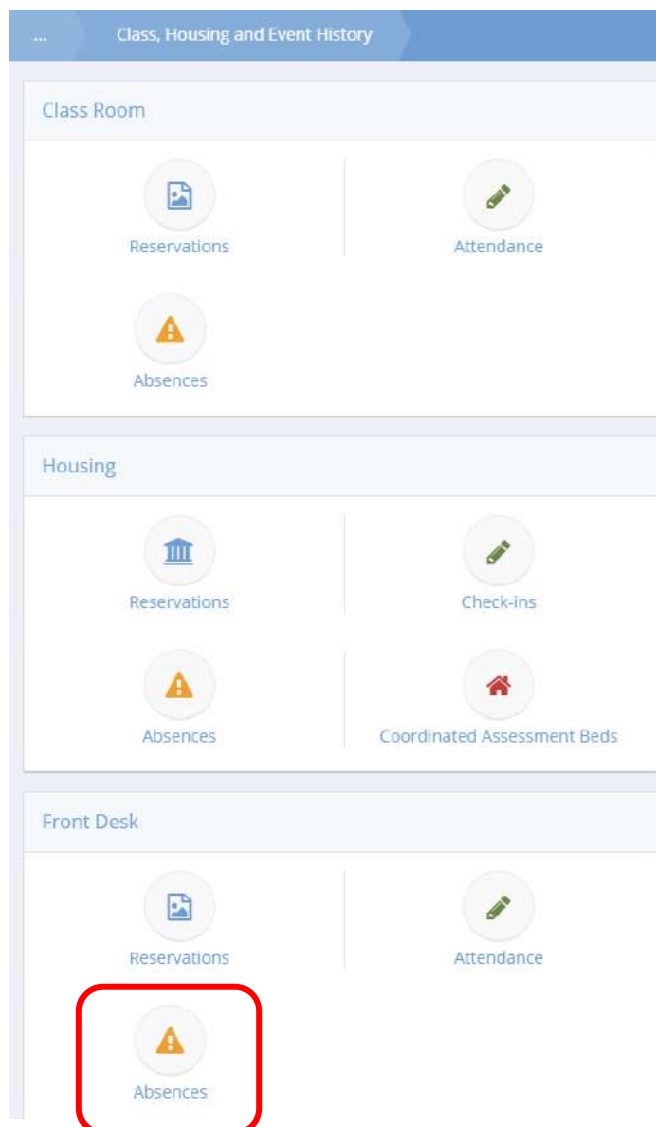 ... Class, Housing and Event History
Class Room
Reservations Attendance
Absences
Housing
Reservations Check-ins
Absences Coordinated Assessment Beds
Front Desk
Reservations Attendance
Absences